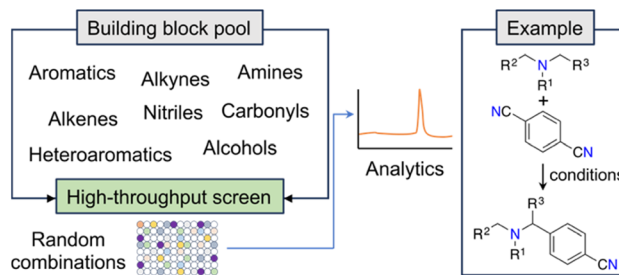 Building block pool
Aromatics
Alkynes
Amines
Alkenes
Nitriles
Carbonyls
Heteroaromatics
Alcohols
High-throughput screen
Random
combinations
Analytics
Example
R² N R³
R¹
+
NC
CN
conditions
R³
R² N
R¹
CN